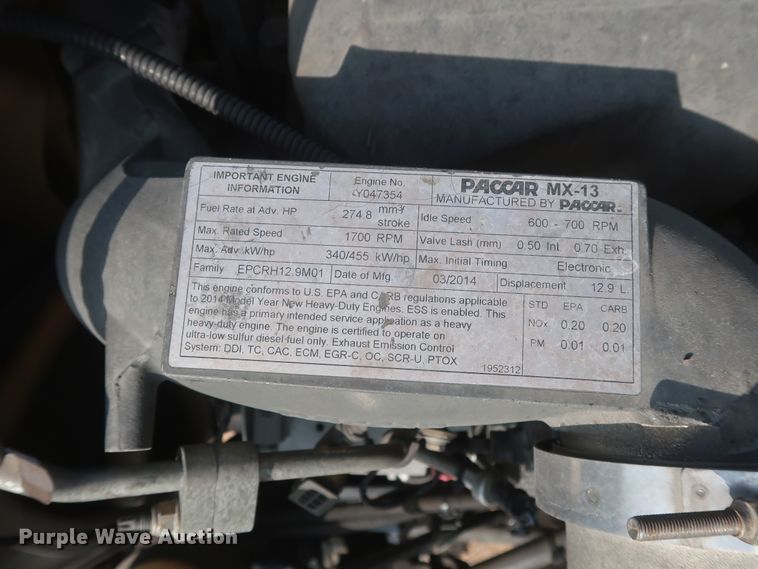 IMPORTANT ENGINE INFORMATION
Engine No. Y047354
PACCAR MX-13
MANUFACTURED BY PACCAR
Fuel Rate at Adv. HP 274.8 mm³/stroke
Idle Speed 600 - 700 RPM
Max. Rated Speed 1700 RPM
Valve Lash (mm) 0.50 Int 0.70 Exh
Max. Adv. kW/hp 340/455 kW/hp
Max. Initial Timing Electronic
Family EPCRH12.9M01
Date of Mfg. 03/2014
Displacement 12.9 L
This engine conforms to U.S. EPA and CARB regulations applicable
to 2014 Model Year New Heavy-Duty Engines. ESS is enabled. This
engine has a primary intended service application as a heavy
heavy-duty engine. The engine is certified to operate on
ultra-low sulfur diesel fuel only. Exhaust Emission Control
System: DDI, TC, CAC, ECM, EGR-C, OC, SCR-U, PTOX
1952312
STD EPA CARB
NOx 0.20 0.20
PM 0.01 0.01
Purple Wave Auction